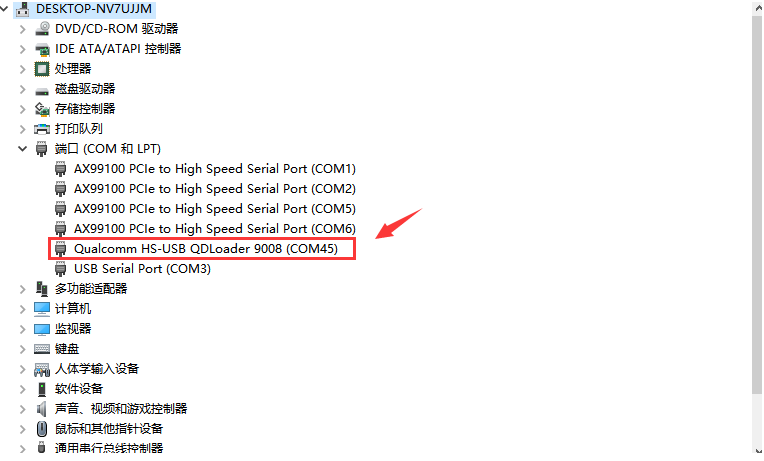 DESKTOP-NV7UJJM
DVD/CD-ROM 驱动器
IDE ATA/ATAPI 控制器
处理器
磁盘驱动器
存储控制器
打印队列
端口 (COM 和 LPT)
AX99100 PCIe to High Speed Serial Port (COM1)
AX99100 PCIe to High Speed Serial Port (COM2)
AX99100 PCIe to High Speed Serial Port (COM5)
AX99100 PCIe to High Speed Serial Port (COM6)
Qualcomm HS-USB QDLoader 9008 (COM45)
USB Serial Port (COM3)
多功能适配器
计算机
监视器
键盘
人体学输入设备
软件设备
声音、视频和游戏控制器
鼠标和其他指针设备
通用串行总线控制器